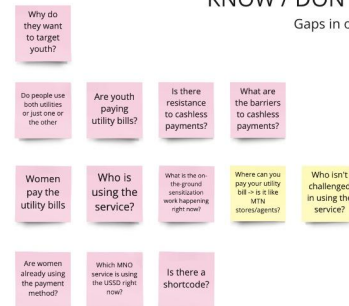 KNOW / DON
Gaps in
Why do
they want
to target
youth?
Do people use
both utilities
or just one or
the other
Are youth
paying
utility bills?
Is there
resistance
to cashless
payments?
What are
the barriers
to cashless
payments?
Women
pay the
utility bills
Who is
using the
service?
What is the on-
the-ground
sensitization
work happening
right now?
Where can you
pay your utility
bill -> is it like
MTN
stores/agents?
Who isn't
challenged
in using the
service?
Are women
already using
the payment
method?
Which MNO
service is using
the USSD right
now?
Is there a
shortcode?